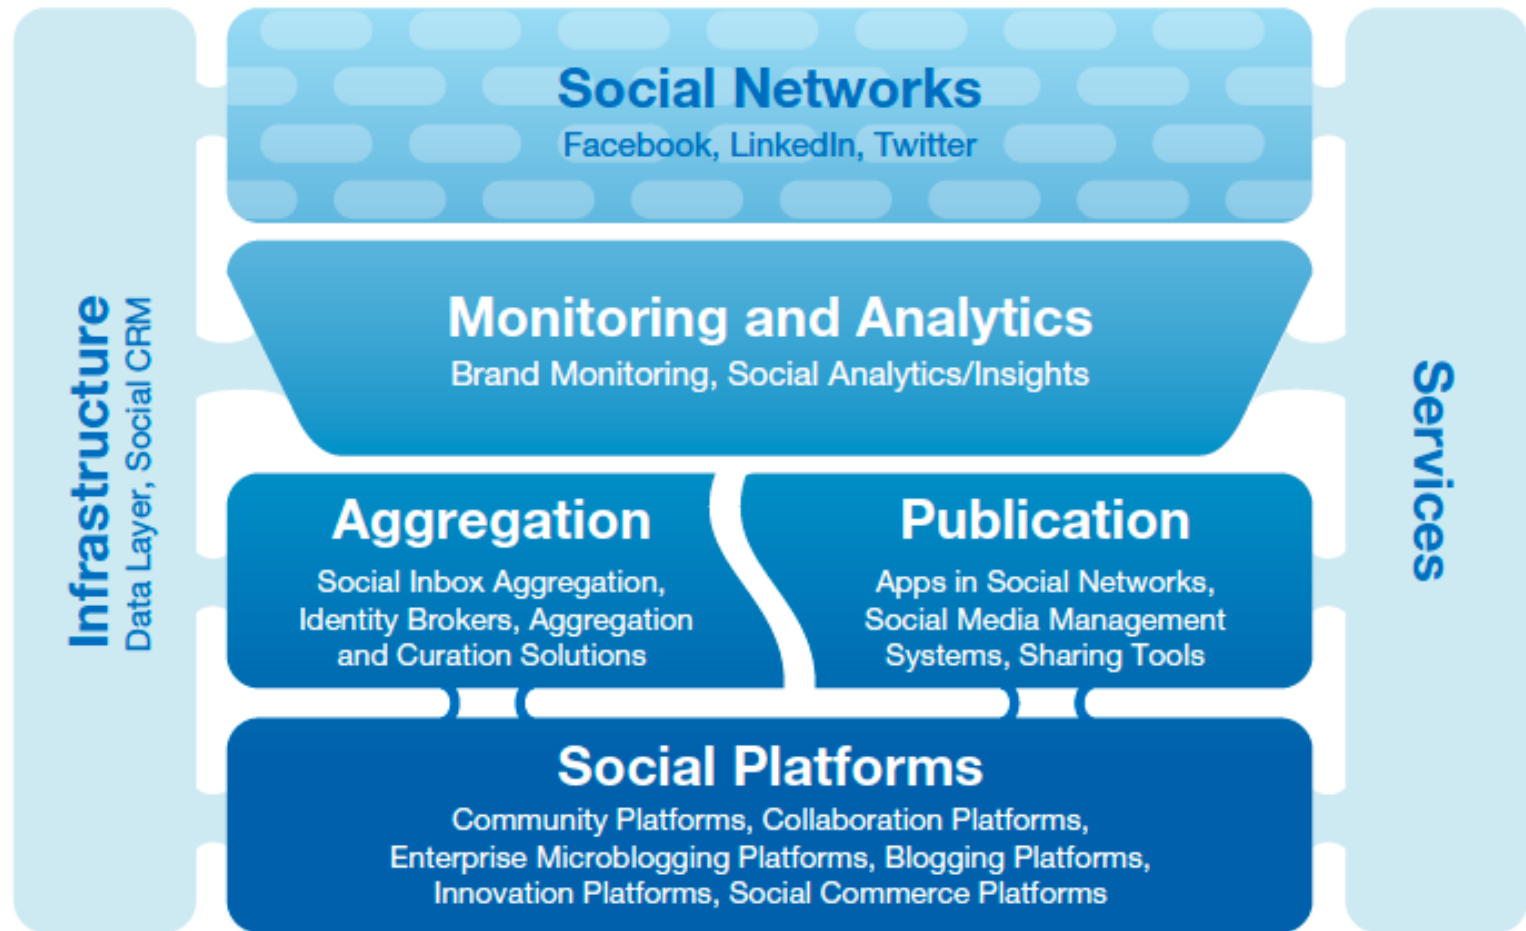 Social Networks
Facebook, LinkedIn, Twitter
Monitoring and Analytics
Brand Monitoring, Social Analytics/Insights
Aggregation
Social Inbox Aggregation,
Identity Brokers, Aggregation
and Curation Solutions
Publication
Apps in Social Networks,
Social Media Management
Systems, Sharing Tools
Social Platforms
Community Platforms, Collaboration Platforms,
Enterprise Microblogging Platforms, Blogging Platforms,
Innovation Platforms, Social Commerce Platforms
Infrastructure
Data Layer, Social CRM
Services